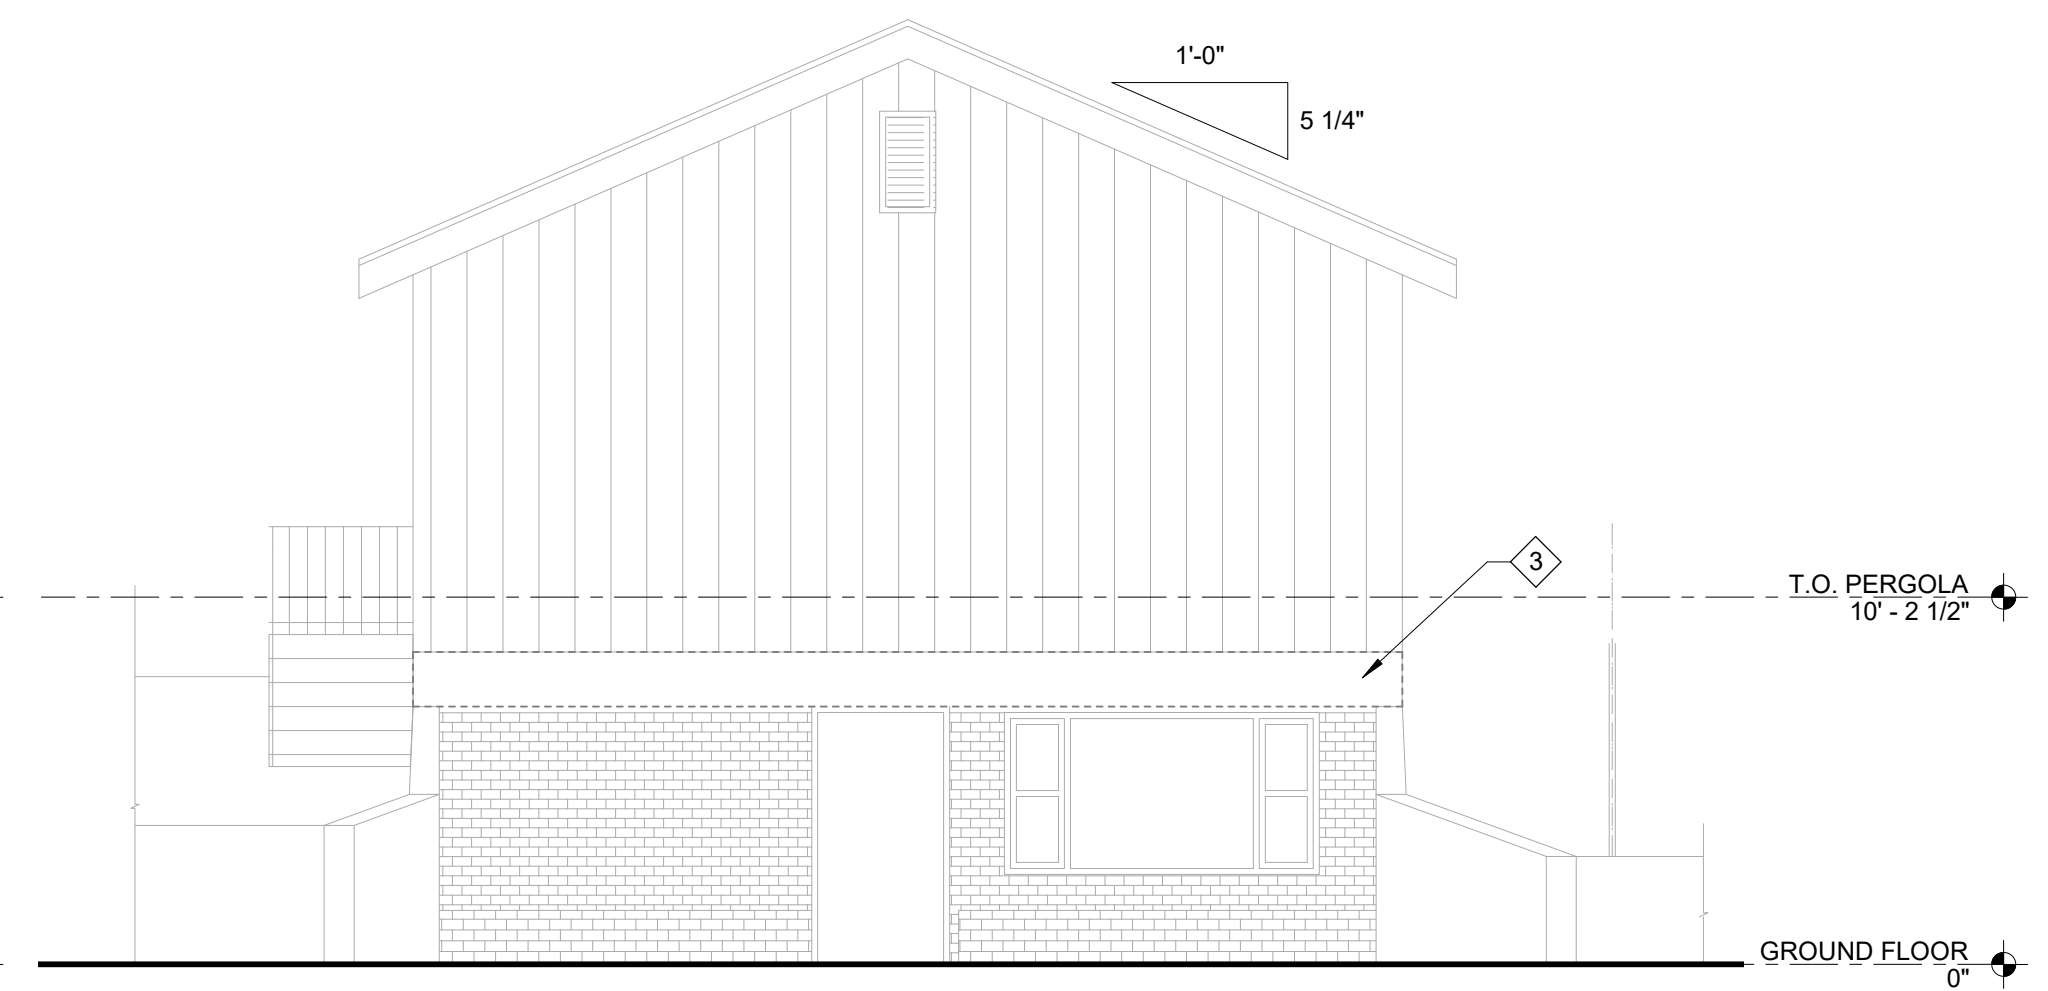 1'-0"
5 1/4"
3
T.O. PERGOLA
10' - 2 1/2"
GROUND FLOOR
0"